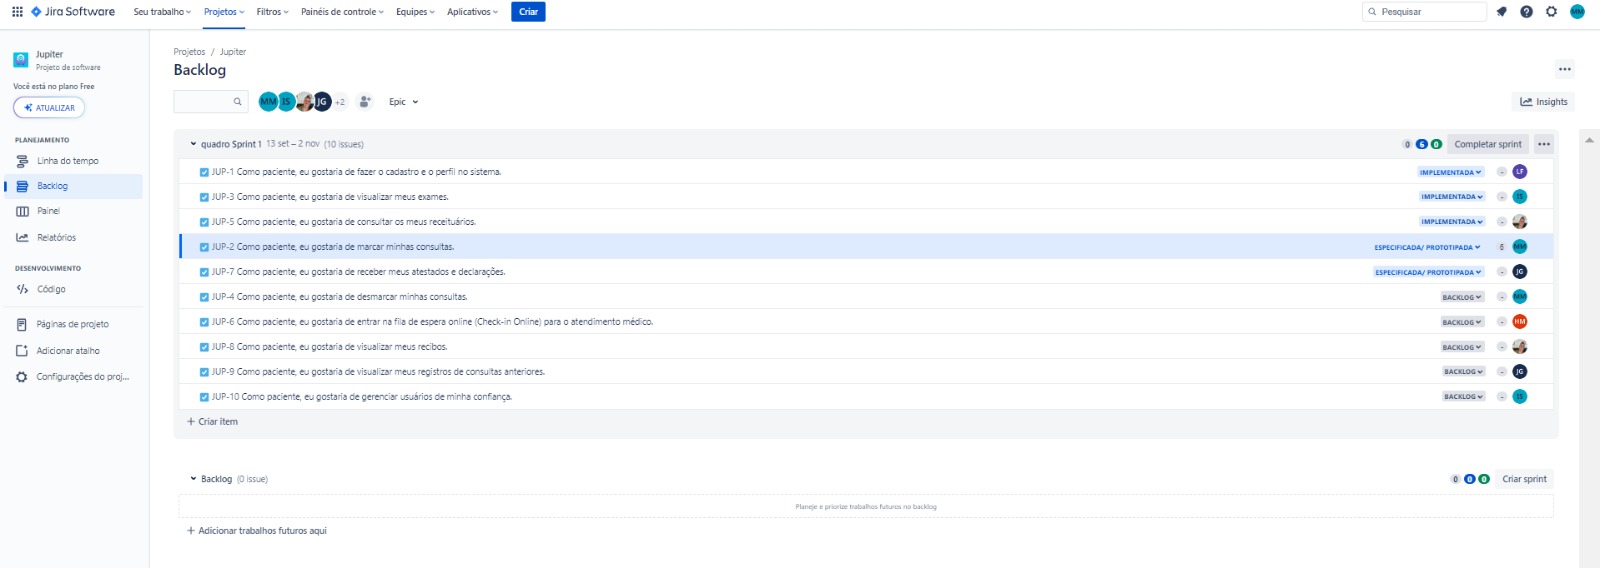 Jira Software Seu trabalho Projetos Filtros Painéis de controle Equipes Aplicativos Criar Pesquisar MM
Jupiter
Projeto de software
Você está no plano Free
ATUALIZAR
PLANEJAMENTO
Linha do tempo
Backlog
Painel
Relatórios
DESENVOLVIMENTO
Código
Páginas de projeto
Adicionar atalho
Configurações do proj...
Projetos / Jupiter
Backlog
MM IS JG +2 Epic Insights
quadro Sprint 1 13 set – 2 nov (10 issues) 0 6 0 Completar sprint
JUP-1 Como paciente, eu gostaria de fazer o cadastro e o perfil no sistema. IMPLEMENTADA - LF
JUP-3 Como paciente, eu gostaria de visualizar meus exames. IMPLEMENTADA - IS
JUP-5 Como paciente, eu gostaria de consultar os meus receituários. IMPLEMENTADA -
JUP-2 Como paciente, eu gostaria de marcar minhas consultas. ESPECIFICADA/ PROTOTIPADA 6 MM
JUP-7 Como paciente, eu gostaria de receber meus atestados e declarações. ESPECIFICADA/ PROTOTIPADA - JG
JUP-4 Como paciente, eu gostaria de desmarcar minhas consultas. BACKLOG - MM
JUP-6 Como paciente, eu gostaria de entrar na fila de espera online (Check-in Online) para o atendimento médico. BACKLOG - HM
JUP-8 Como paciente, eu gostaria de visualizar meus recibos. BACKLOG -
JUP-9 Como paciente, eu gostaria de visualizar meus registros de consultas anteriores. BACKLOG - JG
JUP-10 Como paciente, eu gostaria de gerenciar usuários de minha confiança. BACKLOG - IS
+ Criar item
Backlog (0 issue) 0 0 0 Criar sprint
Planeje e priorize trabalhos futuros no backlog
+ Adicionar trabalhos futuros aqui